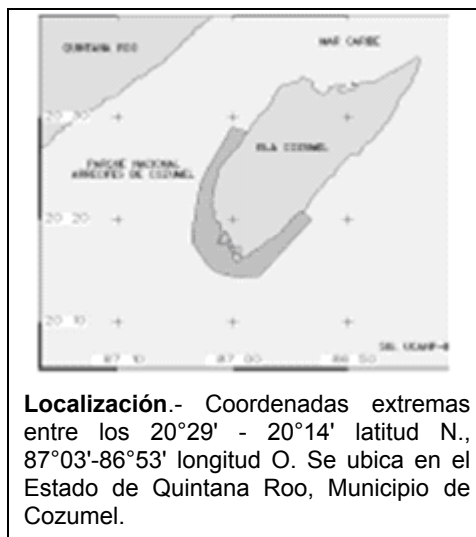 QUINTANA ROO
MAR CARIBE
20 30
ISLA COZUMEL
PARQUE NACIONAL
ARRECIFES DE COZUMEL
20 20
20 10
87 10
87 00
86 50
Localización.- Coordenadas extremas
entre los 20°29' - 20°14' latitud N.,
87°03'-86°53' longitud O. Se ubica en el
Estado de Quintana Roo, Municipio de
Cozumel.